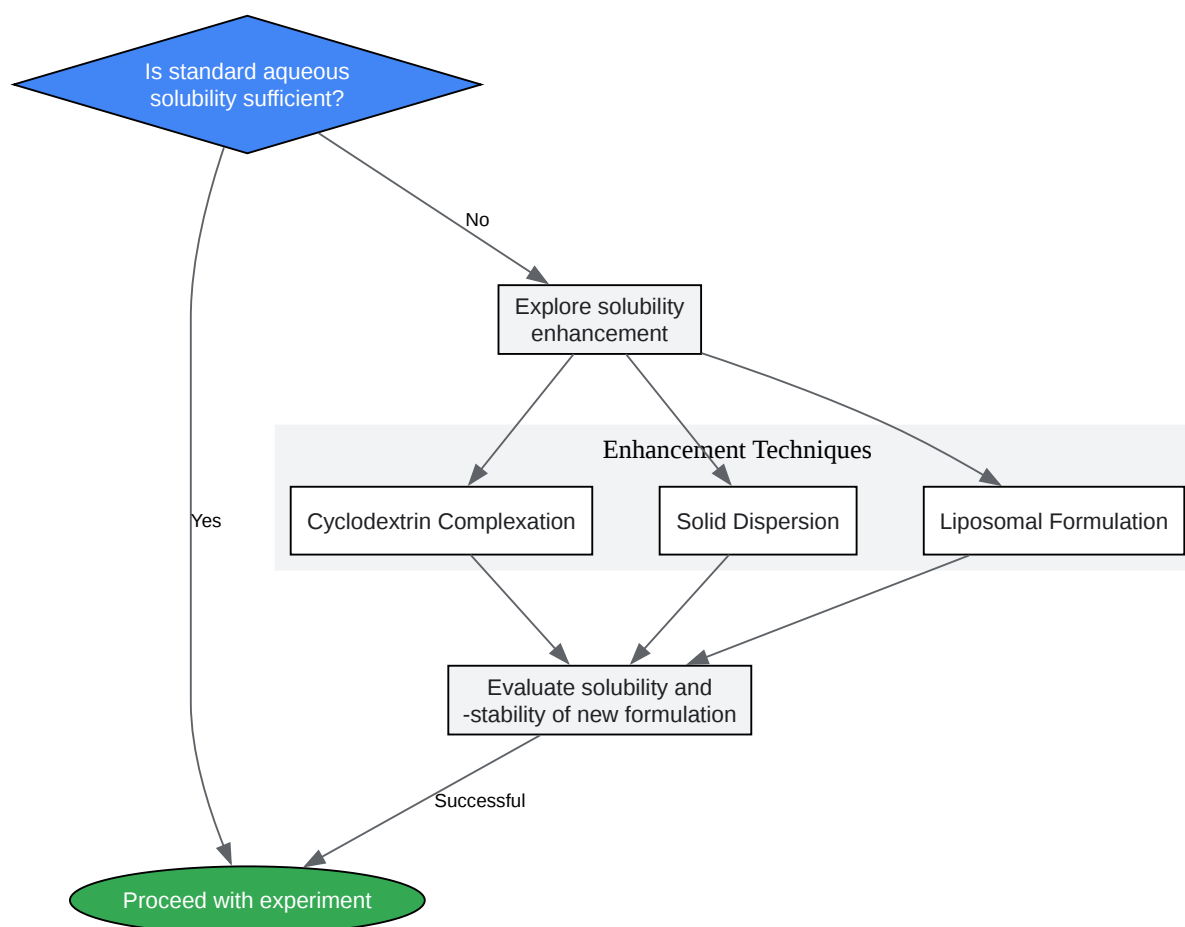 Is standard aqueous
solubility sufficient?
No
Explore solubility
enhancement
Enhancement Techniques
Cyclodextrin Complexation
Solid Dispersion
Liposomal Formulation
Yes
Evaluate solubility and
-stability of new formulation
Successful
Proceed with experiment